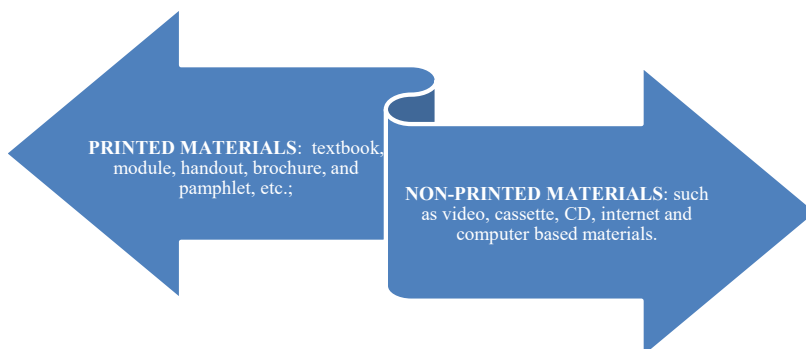 PRINTED MATERIALS: textbook,
module, handout, brochure, and
pamphlet, etc.;
NON-PRINTED MATERIALS: such
as video, cassette, CD, internet and
computer based materials.